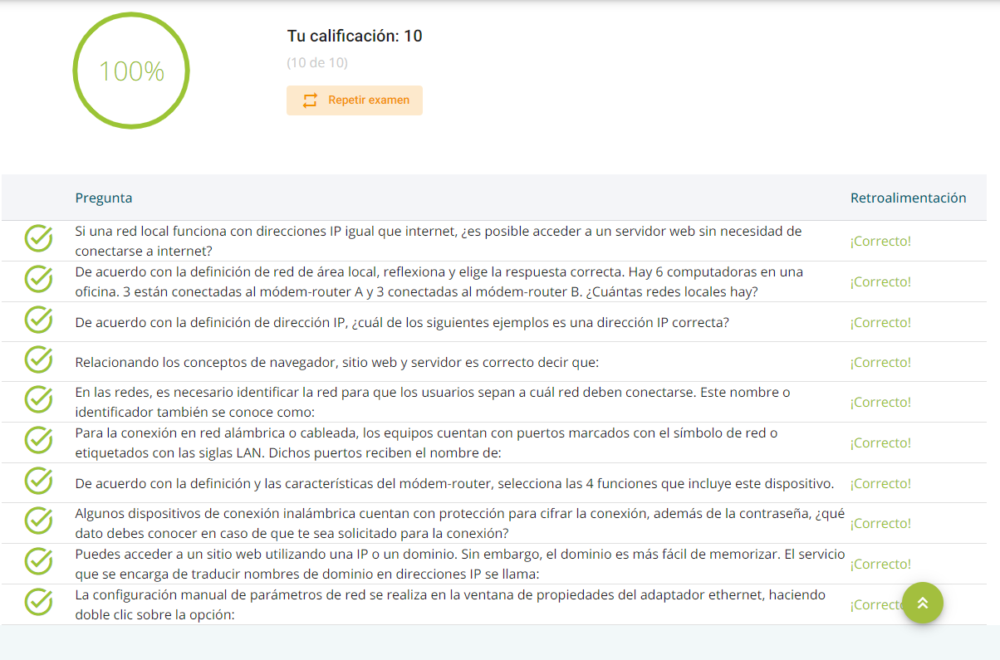 100%
Tu calificación: 10
(10 de 10)
Repetir examen
Pregunta
Retroalimentación
Si una red local funciona con direcciones IP igual que internet, ¿es posible acceder a un servidor web sin necesidad de
conectarse a internet?
¡Correcto!
De acuerdo con la definición de red de área local, reflexiona y elige la respuesta correcta. Hay 6 computadoras en una
oficina. 3 están conectadas al módem-router A y 3 conectadas al módem-router B. ¿Cuántas redes locales hay?
¡Correcto!
De acuerdo con la definición de dirección IP, ¿cuál de los siguientes ejemplos es una dirección IP correcta?
¡Correcto!
Relacionando los conceptos de navegador, sitio web y servidor es correcto decir que:
¡Correcto!
En las redes, es necesario identificar la red para que los usuarios sepan a cuál red deben conectarse. Este nombre o
identificador también se conoce como:
¡Correcto!
Para la conexión en red alámbrica o cableada, los equipos cuentan con puertos marcados con el símbolo de red o
etiquetados con las siglas LAN. Dichos puertos reciben el nombre de:
¡Correcto!
De acuerdo con la definición y las características del módem-router, selecciona las 4 funciones que incluye este dispositivo.
¡Correcto!
Algunos dispositivos de conexión inalámbrica cuentan con protección para cifrar la conexión, además de la contraseña, ¿qué
dato debes conocer en caso de que te sea solicitado para la conexión?
¡Correcto!
Puedes acceder a un sitio web utilizando una IP o un dominio. Sin embargo, el dominio es más fácil de memorizar. El servicio
que se encarga de traducir nombres de dominio en direcciones IP se llama:
¡Correcto!
La configuración manual de parámetros de red se realiza en la ventana de propiedades del adaptador ethernet, haciendo
doble clic sobre la opción:
¡Correct